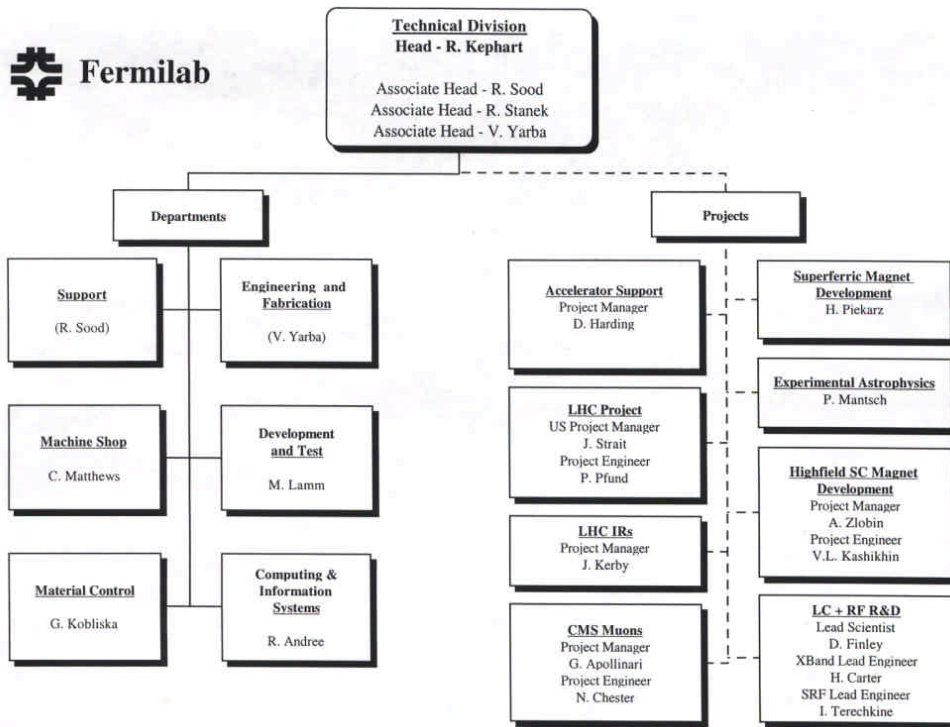 Fermilab
Technical Division
Head - R. Kephart
Associate Head - R. Sood
Associate Head - R. Stanek
Associate Head - V. Yarba
Departments
Projects
Support
(R. Sood)
Engineering and
Fabrication
(V. Yarba)
Machine Shop
C. Matthews
Development
and Test
M. Lamm
Material Control
G. Kobliska
Computing &
Information
Systems
R. Andree
Accelerator Support
Project Manager
D. Harding
Superferric Magnet
Development
H. Piekarz
Experimental Astrophysics
P. Mantsch
LHC Project
US Project Manager
J. Strait
Project Engineer
P. Pfund
Highfield SC Magnet
Development
Project Manager
A. Zlobin
Project Engineer
V.L. Kashikhin
LHC IRs
Project Manager
J. Kerby
CMS Muons
Project Manager
G. Apollinari
Project Engineer
N. Chester
LC + RF R&D
Lead Scientist
D. Finley
XBand Lead Engineer
H. Carter
SRF Lead Engineer
I. Terechkine